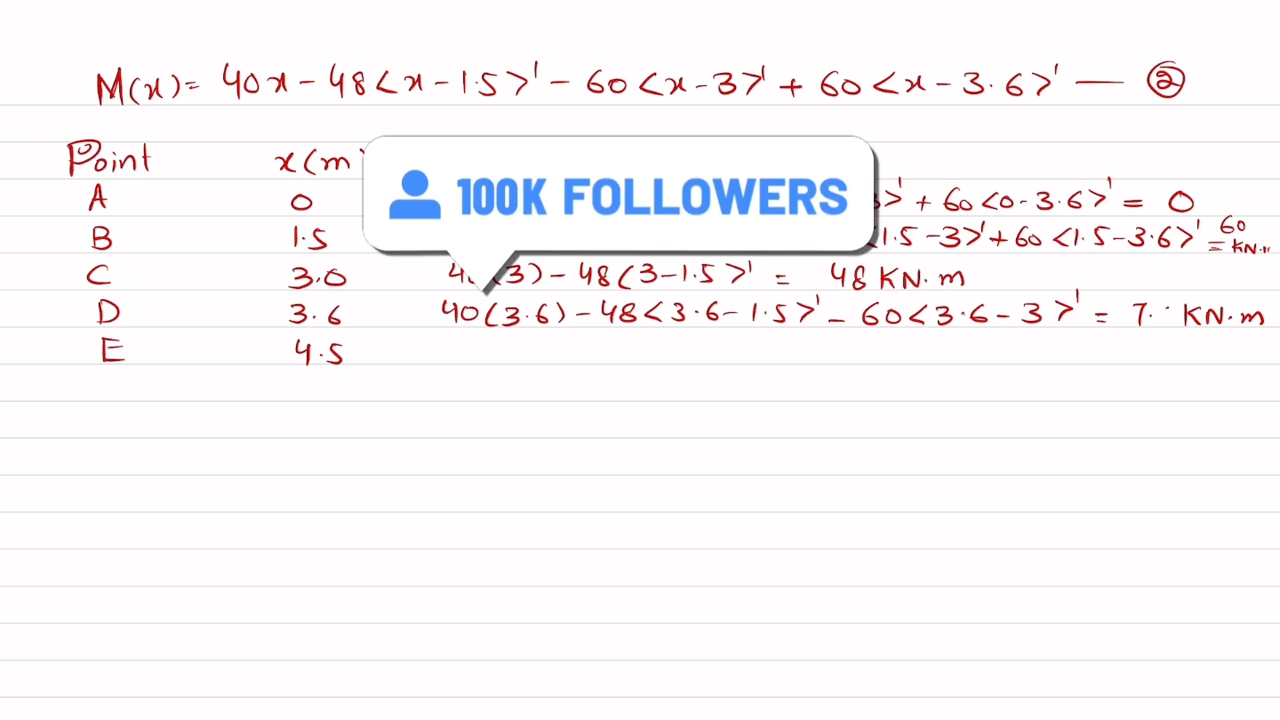 M(x) = 40x - 48<x - 1.5>¹ - 60<x - 3>¹ + 60<x - 3.6>¹ — ②
Point x(m)
100K FOLLOWERS
A 0 >¹ + 60<0 - 3.6>¹ = 0
B 1.5 <1.5 - 3>¹ + 60<1.5 - 3.6>¹ = 60
C 3.0 (3) - 48(3 - 1.5>¹ = 48 KN.m
D 3.6 40(3.6) - 48<3.6 - 1.5>¹ - 60<3.6 - 3>¹ = KN.m
E 4.5